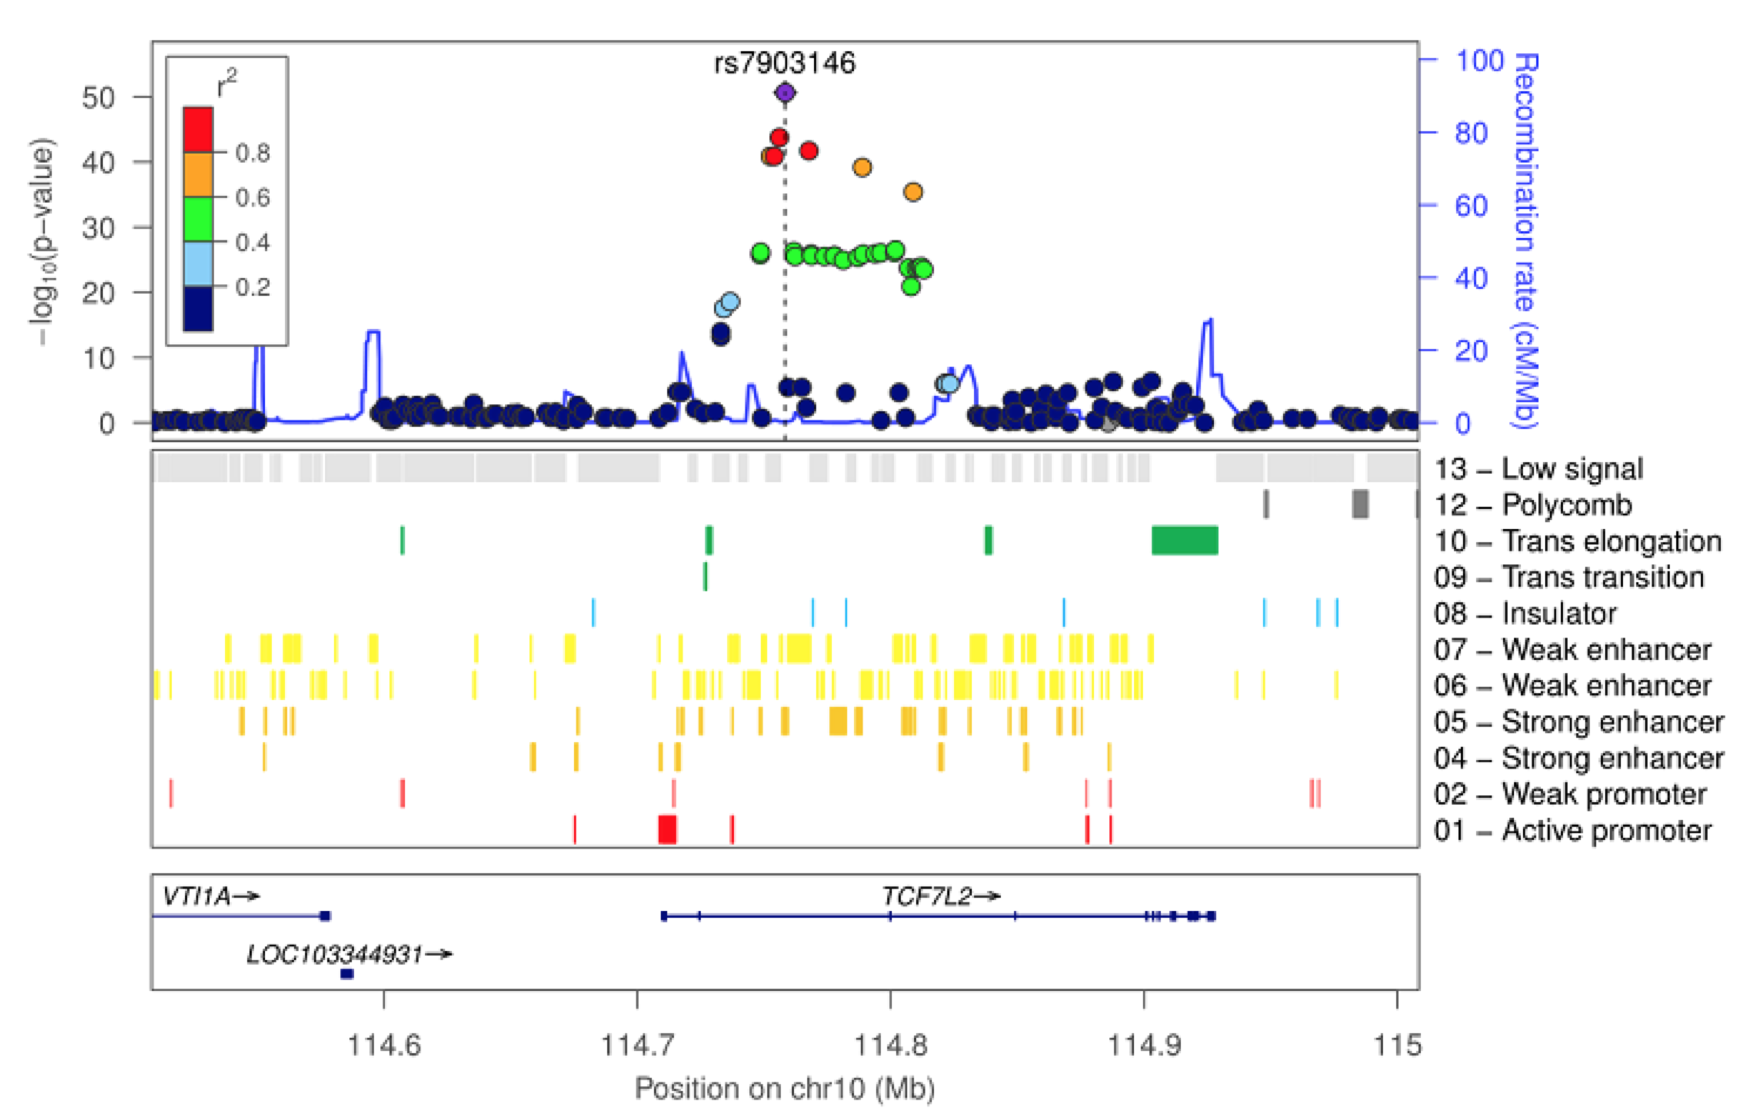 rs7903146
r2
0.8
0.6
0.4
0.2
50
40
30
20
10
0
−log10(p−value)
100
80
60
40
20
0
Recombination rate (cM/Mb)
13 − Low signal
12 − Polycomb
10 − Trans elongation
09 − Trans transition
08 − Insulator
07 − Weak enhancer
06 − Weak enhancer
05 − Strong enhancer
04 − Strong enhancer
02 − Weak promoter
01 − Active promoter
VTI1A→ TCF7L2→
LOC103344931→
114.6 114.7 114.8 114.9 115
Position on chr10 (Mb)